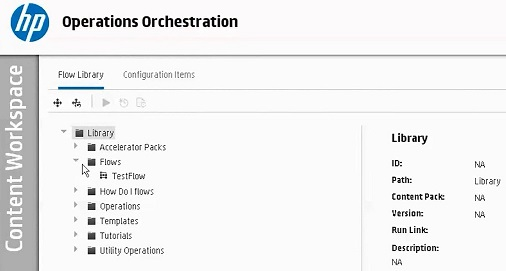 hp Operations Orchestration
Content Workspace
Flow Library Configuration Items
Library
Accelerator Packs
Flows
TestFlow
How Do I flows
Operations
Templates
Tutorials
Utility Operations
Library
ID: NA
Path: Library
Content Pack: NA
Version: NA
Run Link:
Description:
NA